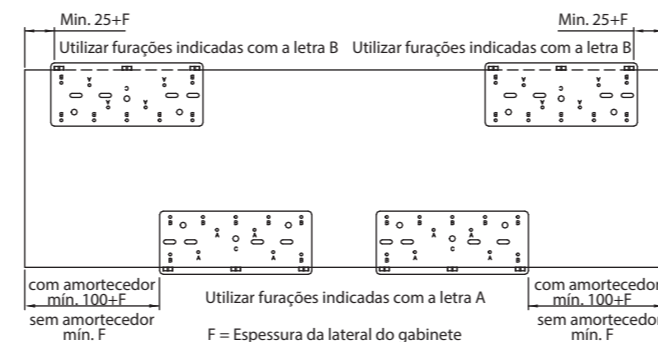 Min. 25+F Min. 25+F
Utilizar furações indicadas com a letra B Utilizar furações indicadas com a letra B
B B B
A A
C
A A
B B B B B
B B B
A A
C
A A
B B B B B
B B B B B
A A
A C A
B B
B B B B B
A A
A C A
B B
com amortecedor
mín. 100+F
sem amortecedor
mín. F
Utilizar furações indicadas com a letra A
F = Espessura da lateral do gabinete
com amortecedor
mín. 100+F
sem amortecedor
mín. F